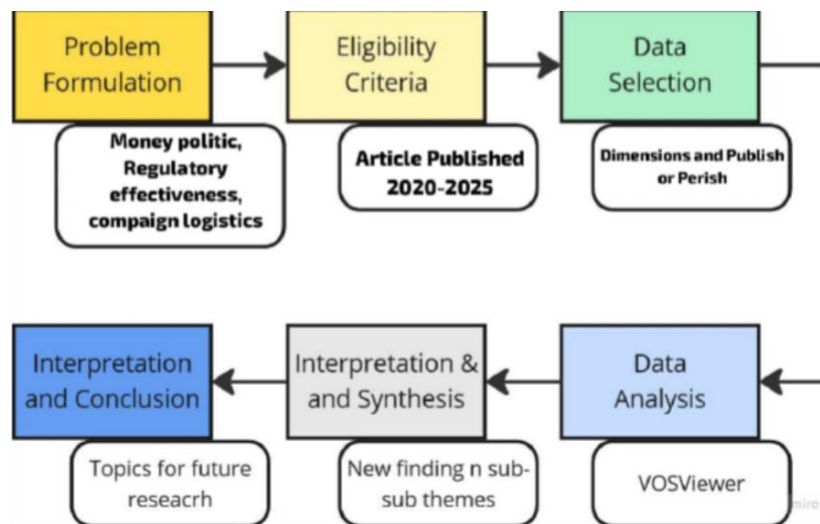 Problem
Formulation
Money politic,
Regulatory
effectiveness,
compaign logistics
Eligibility
Criteria
Article Published
2020-2025
Data
Selection
Dimensions and Publish
or Perish
Data
Analysis
VOSViewer
Interpretation &
and Synthesis
New finding n sub-
sub themes
Interpretation
and Conclusion
Topics for future
reseacrh
miro